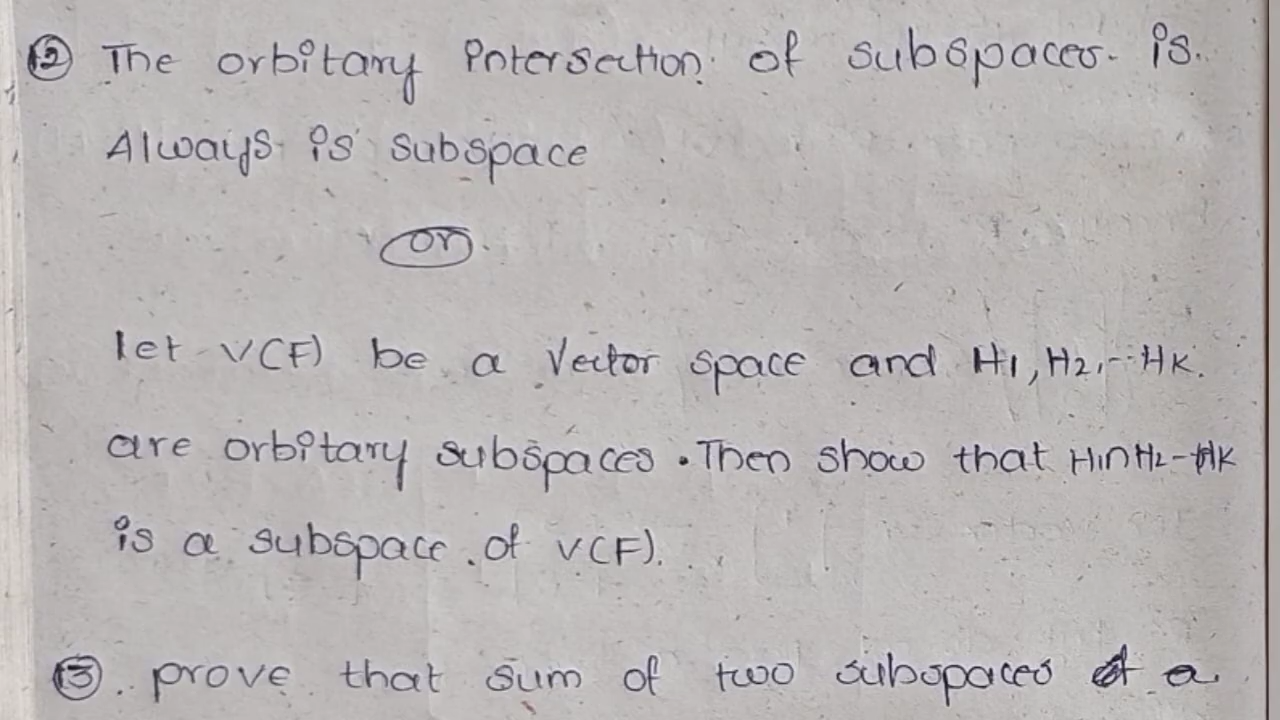 12 The orbitary intersection of subspaces. is.
Always is subspace
or
let V(F) be a Vector space and H1, H2,--HK.
are orbitary subspaces. Then show that H1∩H2-HK
is a subspace of V(F).
13. prove that sum of two subspaces of a